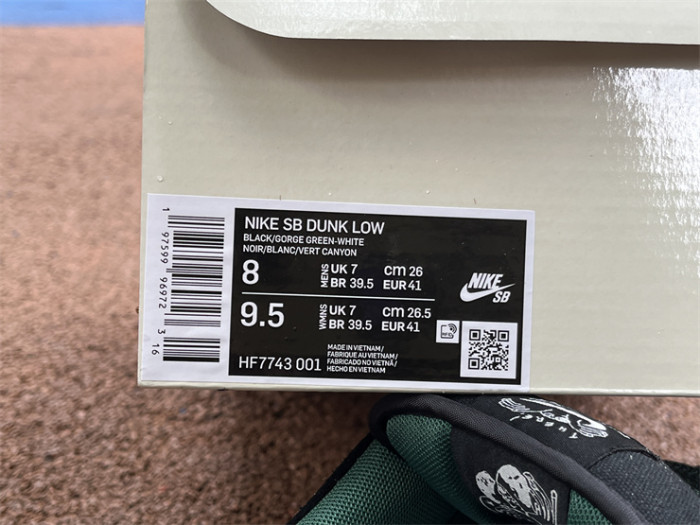 NIKE SB DUNK LOW
BLACK/GORGE GREEN-WHITE
NOIR/BLANC/VERT CANYON
8 MENS UK 7 CM 26
BR 39.5 EUR 41
9.5 WMNS UK 7 CM 26.5
BR 39.5 EUR 41
HF7743 001
MADE IN VIETNAM/
FABRIQUE AU VIETNAM/
FABRICADO NO VIETNÃ/
HECHO EN VIETNAM
NIKE
SB
1 97599 96972 3 16